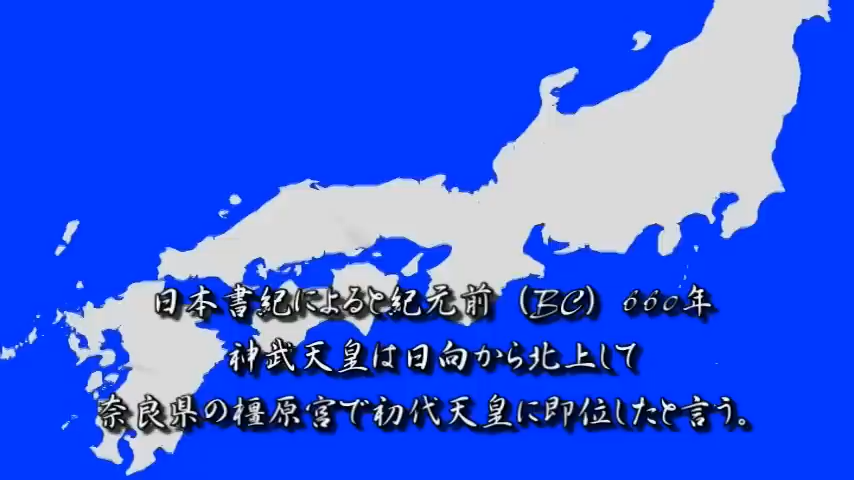 日本書紀によると紀元前（BC）660年
神武天皇は日向から北上して
奈良県の橿原宮で初代天皇に即位したと言う。